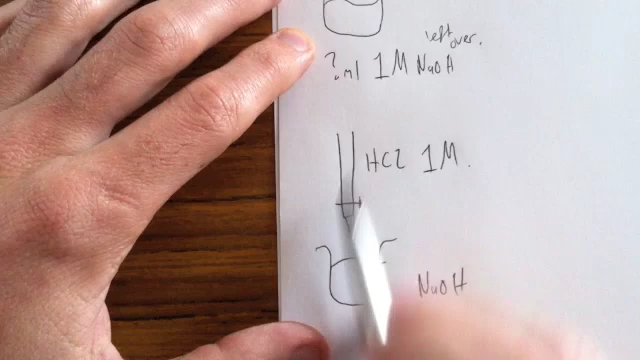 left over.
? ml 1M NaOH
HCl 1M.
NaOH